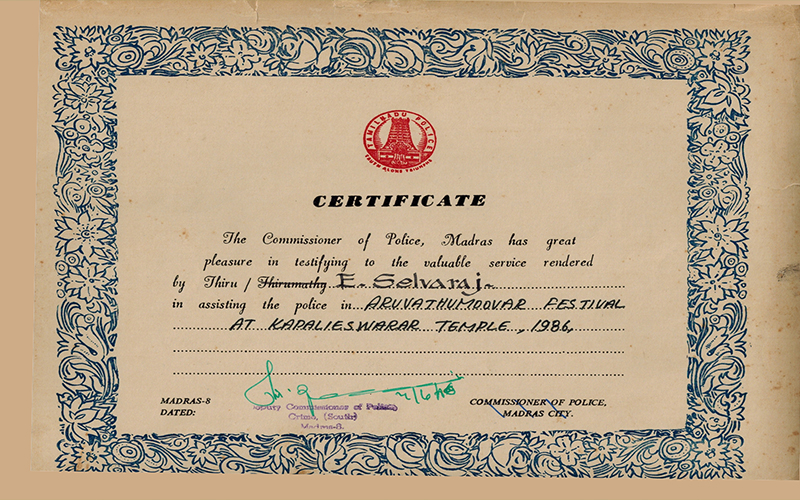 TAMILNADU POLICE
TRUTH ALONE TRIUMPHS
CERTIFICATE
The Commissioner of Police, Madras has great
pleasure in testifying to the valuable service rendered
by Thiru / Thirumathy E. Selvaraj
in assisting the police in ARUVATHUMOOVAR FESTIVAL
AT KAPALIESWARAR TEMPLE, 1986,
MADRAS-8
DATED:
Deputy Commissioner of Police
Crime, (South)
Madras-8.
COMMISSIONER OF POLICE,
MADRAS CITY.